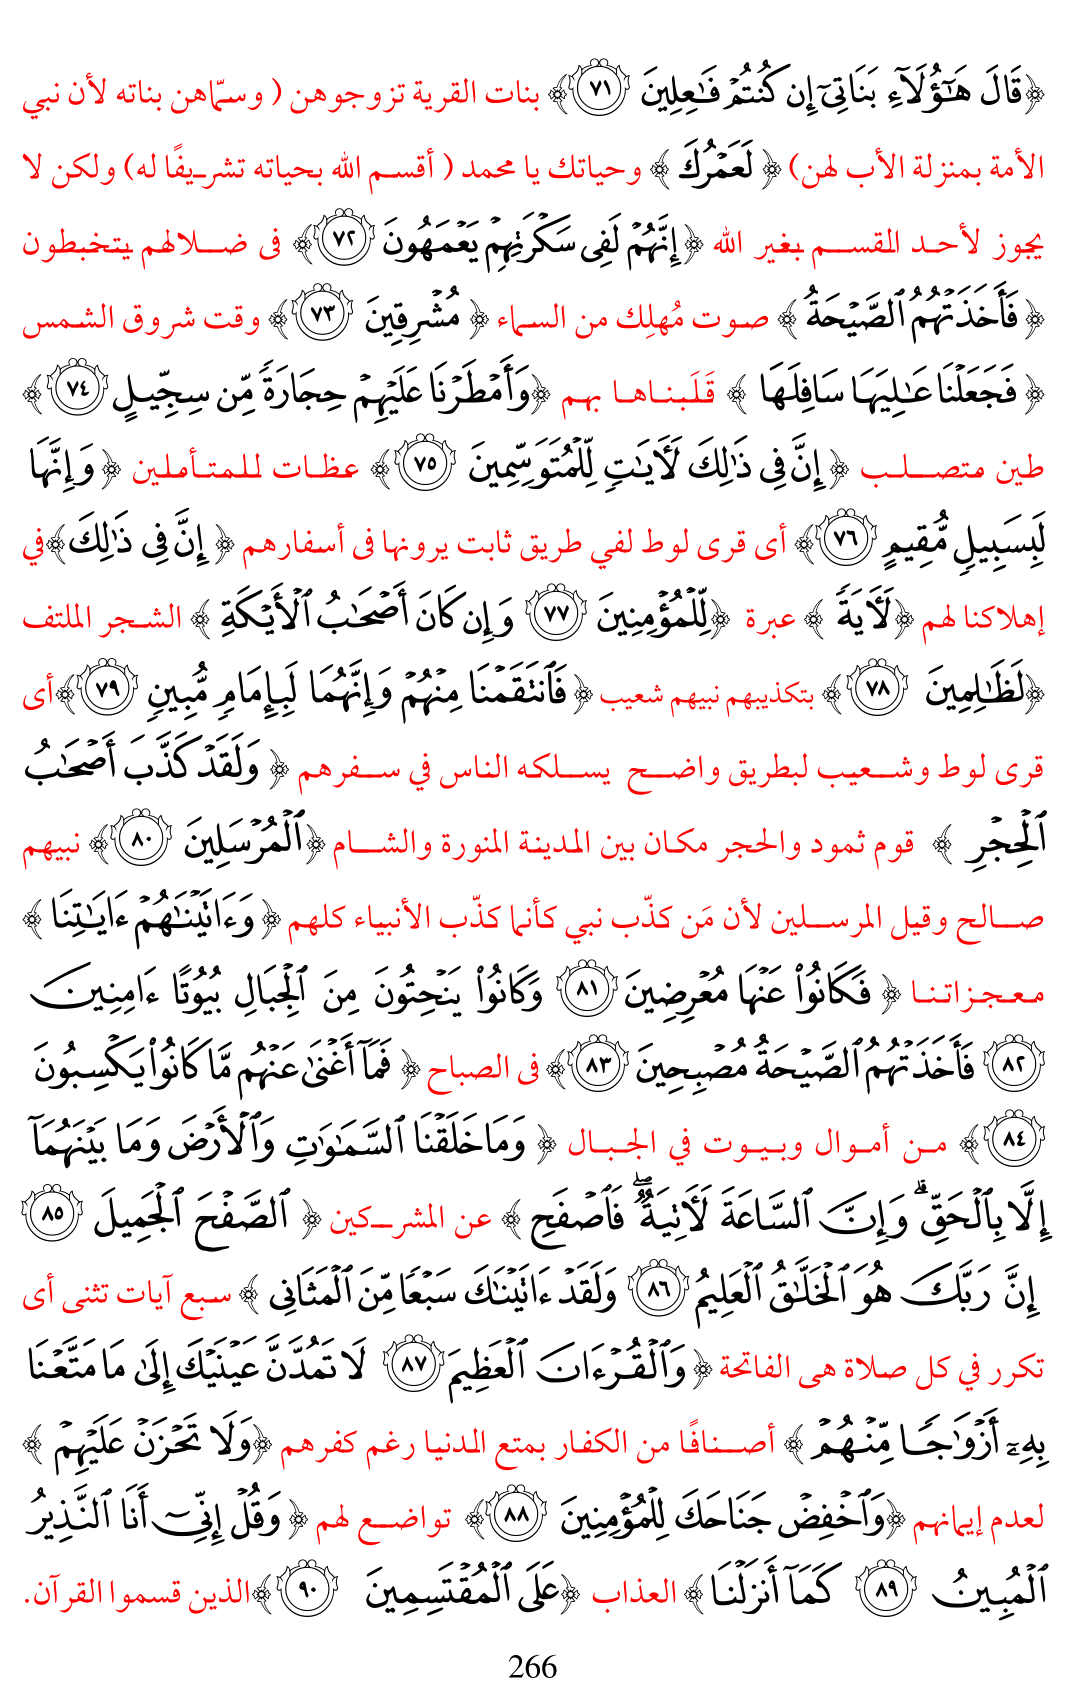 ﴿قَالَ هَٰٓؤُلَآءِ بَنَاتِىٓ إِن كُنتُمْ فَٰعِلِينَ ٧١﴾ بنات القرية تزوجوهن ( وسمّاهن بناته لأن نبي
الأمة بمنزلة الأب لهن) ﴿ لَعَمْرُكَ ﴾ وحياتك يا محمد ( أقسم الله بحياته تشريفًا له) ولكن لا
يجوز لأحد القسم بغير الله ﴿إِنَّهُمْ لَفِى سَكْرَتِهِمْ يَعْمَهُونَ ٧٢﴾ فى ضلالهم يتخبطون
﴿ فَأَخَذَتْهُمُ ٱلصَّيْحَةُ ﴾ صوت مُهلِك من السماء ﴿ مُشْرِقِينَ ٧٣﴾ وقت شروق الشمس
﴿ فَجَعَلْنَا عَٰلِيَهَا سَافِلَهَا ﴾ قَلَبناها بهم ﴿وَأَمْطَرْنَا عَلَيْهِمْ حِجَارَةً مِّن سِجِّيلٍ ٧٤﴾
طين متصلب ﴿ إِنَّ فِى ذَٰلِكَ لَءَايَٰتٍ لِّلْمُتَوَسِّمِينَ ٧٥﴾ عظات للمتأملين ﴿ وَإِنَّهَا
لَبِسَبِيلٍ مُّقِيمٍ ٧٦﴾ أى قرى لوط لفي طريق ثابت يرونها فى أسفارهم ﴿ إِنَّ فِى ذَٰلِكَ﴾في
إهلاكنا لهم ﴿لَءَايَةً ﴾ عبرة ﴿لِّلْمُؤْمِنِينَ ٧٧ وَإِن كَانَ أَصْحَٰبُ ٱلْأَيْكَةِ ﴾ الشجر الملتف
﴿لَظَٰلِمِينَ ٧٨﴾ بتكذيبهم نبيهم شعيب ﴿ فَٱنتَقَمْنَا مِنْهُمْ وَإِنَّهُمَا لَبِإِمَامٍ مُّبِينٍ ٧٩﴾أى
قرى لوط وشعيب لبطريق واضح يسلكه الناس في سفرهم ﴿ وَلَقَدْ كَذَّبَ أَصْحَٰبُ
ٱلْحِجْرِ ﴾ قوم ثمود والحجر مكان بين المدينة المنورة والشام ﴿ٱلْمُرْسَلِينَ ٨٠﴾ نبيهم
صالح وقيل المرسلين لأن مَن كذّب نبي كأنما كذّب الأنبياء كلهم ﴿ وَءَاتَيْنَٰهُمْ ءَايَٰتِنَا ﴾
معجزاتنا ﴿ فَكَانُوا۟ عَنْهَا مُعْرِضِينَ ٨١ وَكَانُوا۟ يَنْحِتُونَ مِنَ ٱلْجِبَالِ بُيُوتًا ءَامِنِينَ
٨٢ فَأَخَذَتْهُمُ ٱلصَّيْحَةُ مُصْبِحِينَ ٨٣﴾ فى الصباح ﴿ فَمَآ أَغْنَىٰ عَنْهُم مَّا كَانُوا۟ يَكْسِبُونَ
٨٤﴾ من أموال وبيوت في الجبال ﴿ وَمَا خَلَقْنَا ٱلسَّمَٰوَٰتِ وَٱلْأَرْضَ وَمَا بَيْنَهُمَآ
إِلَّا بِٱلْحَقِّ ۗ وَإِنَّ ٱلسَّاعَةَ لَءَاتِيَةٌ ۖ فَٱصْفَحِ ﴾ عن المشركين ﴿ ٱلصَّفْحَ ٱلْجَمِيلَ ٨٥
إِنَّ رَبَّكَ هُوَ ٱلْخَلَّٰقُ ٱلْعَلِيمُ ٨٦ وَلَقَدْ ءَاتَيْنَٰكَ سَبْعًا مِّنَ ٱلْمَثَانِى ﴾ سبع آيات تثنى أى
تكرر في كل صلاة هى الفاتحة ﴿وَٱلْقُرْءَانَ ٱلْعَظِيمَ ٨٧ لَا تَمُدَّنَّ عَيْنَيْكَ إِلَىٰ مَا مَتَّعْنَا
بِهِۦٓ أَزْوَٰجًا مِّنْهُمْ ﴾ أصنافًا من الكفار بمتع الدنيا رغم كفرهم ﴿وَلَا تَحْزَنْ عَلَيْهِمْ ﴾
لعدم إيمانهم ﴿وَٱخْفِضْ جَنَاحَكَ لِلْمُؤْمِنِينَ ٨٨﴾ تواضع لهم ﴿ وَقُلْ إِنِّىٓ أَنَا ٱلنَّذِيرُ
ٱلْمُبِينُ ٨٩ كَمَآ أَنزَلْنَا ﴾ العذاب ﴿عَلَى ٱلْمُقْتَسِمِينَ ٩٠﴾الذين قسموا القرآن.
266